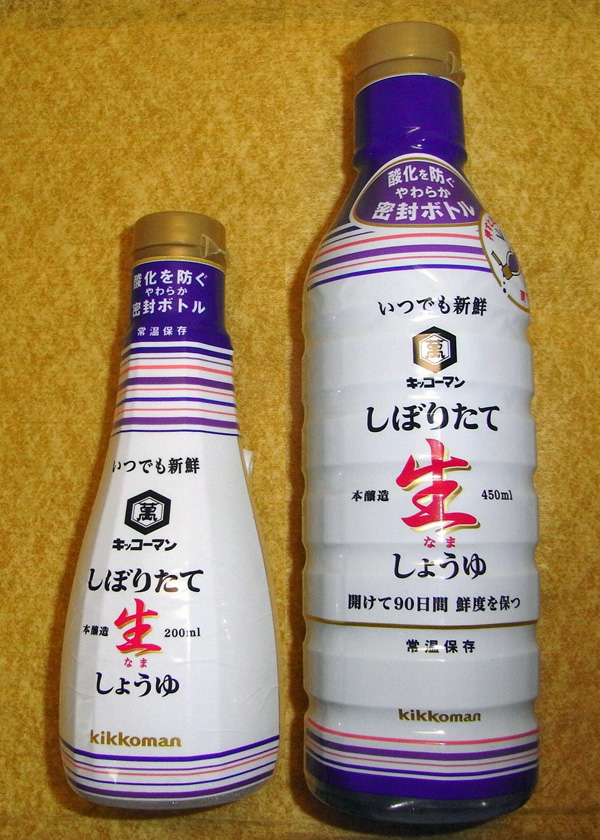 酸化を防ぐ
やわらか
密封ボトル
常温保存
いつでも新鮮
萬
キッコーマン
しぼりたて
生
なま
本醸造
200ml
しょうゆ
kikkoman
酸化を防ぐ
やわらか
密封ボトル
いつでも新鮮
萬
キッコーマン
しぼりたて
生
なま
本醸造
450ml
しょうゆ
開けて90日間 鮮度を保つ
常温保存
kikkoman